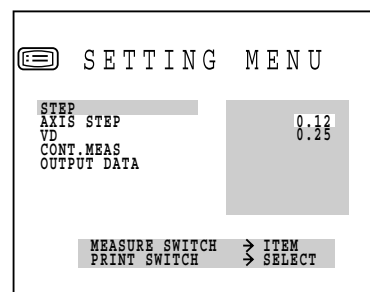 SETTING MENU
STEP
AXIS STEP 0.12
VD 0.25
CONT.MEAS
OUTPUT DATA
MEASURE SWITCH → ITEM
PRINT SWITCH → SELECT